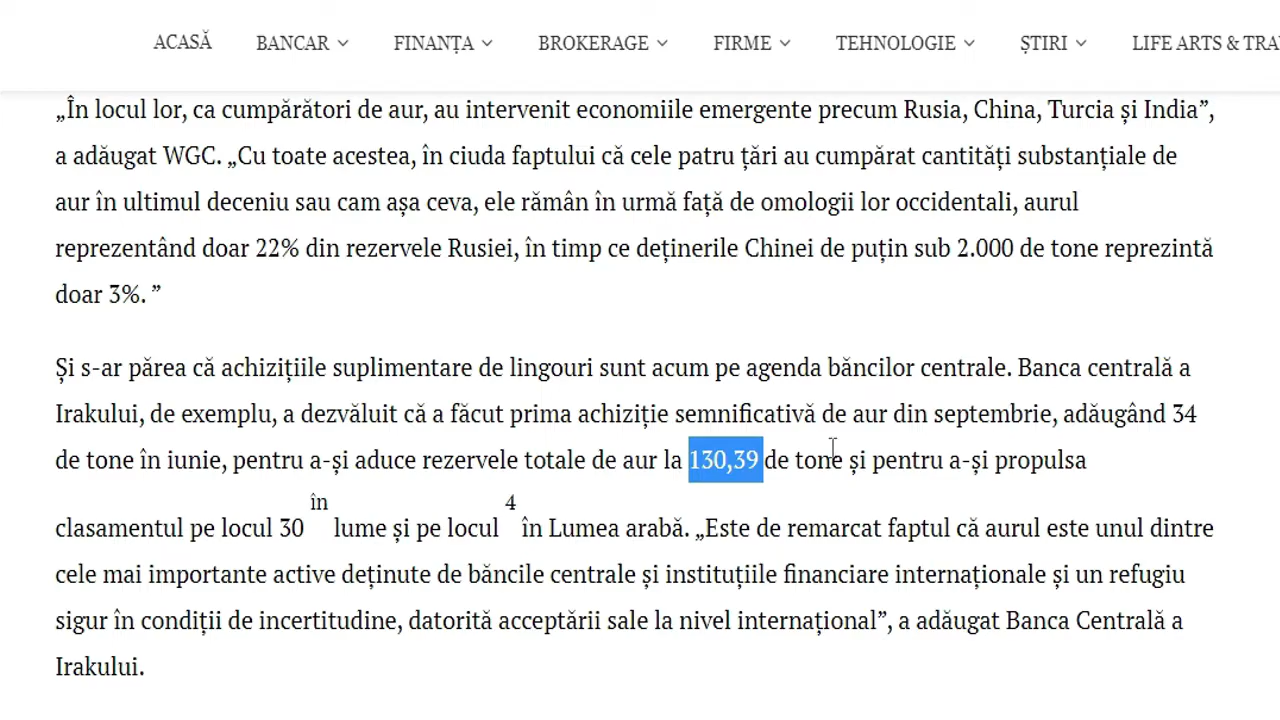 ACASĂ BANCAR FINANȚA BROKERAGE FIRME TEHNOLOGIE ȘTIRI LIFE ARTS & TRA
„În locul lor, ca cumpărători de aur, au intervenit economiile emergente precum Rusia, China, Turcia și India”,
a adăugat WGC. „Cu toate acestea, în ciuda faptului că cele patru țări au cumpărat cantități substanțiale de
aur în ultimul deceniu sau cam așa ceva, ele rămân în urmă față de omologii lor occidentali, aurul
reprezentând doar 22% din rezervele Rusiei, în timp ce deținerile Chinei de puțin sub 2.000 de tone reprezintă
doar 3%. ”
Și s-ar părea că achizițiile suplimentare de lingouri sunt acum pe agenda băncilor centrale. Banca centrală a
Irakului, de exemplu, a dezvăluit că a făcut prima achiziție semnificativă de aur din septembrie, adăugând 34
de tone în iunie, pentru a-și aduce rezervele totale de aur la 130,39 de tone și pentru a-și propulsa
clasamentul pe locul 30 în lume și pe locul 4 în Lumea arabă. „Este de remarcat faptul că aurul este unul dintre
cele mai importante active deținute de băncile centrale și instituțiile financiare internaționale și un refugiu
sigur în condiții de incertitudine, datorită acceptării sale la nivel internațional”, a adăugat Banca Centrală a
Irakului.